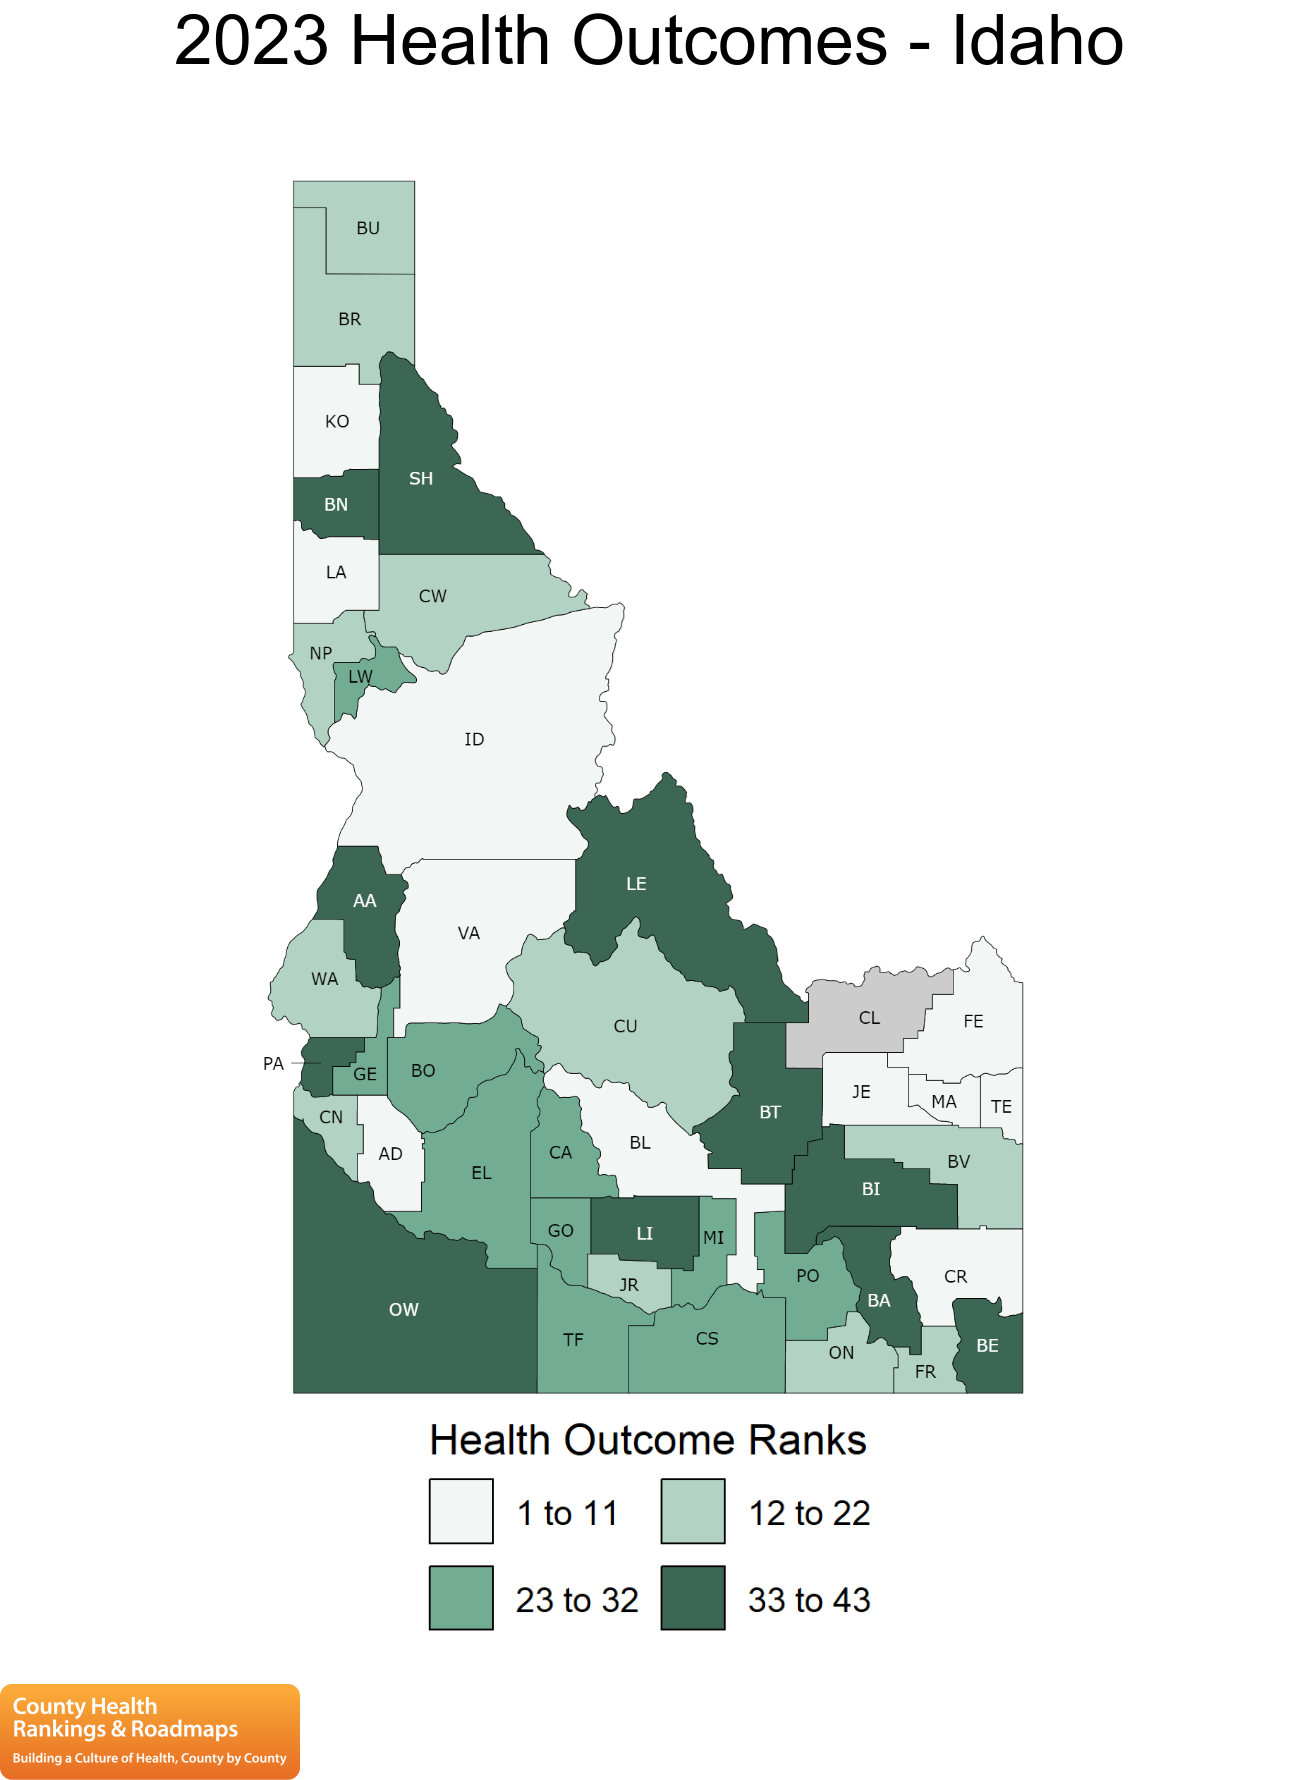 2023 Health Outcomes - Idaho
BU
BR
KO
SH
BN
LA
CW
NP
LW
ID
LE
AA
VA
WA
CU
CL
FE
PA
GE
BO
JE
MA
TE
CN
BT
AD
BL
CA
EL
BV
BI
GO
LI
MI
JR
PO
CR
BA
OW
TF
CS
ON
BE
FR
Health Outcome Ranks
1 to 11
12 to 22
23 to 32
33 to 43
County Health
Rankings & Roadmaps
Building a Culture of Health, County by County